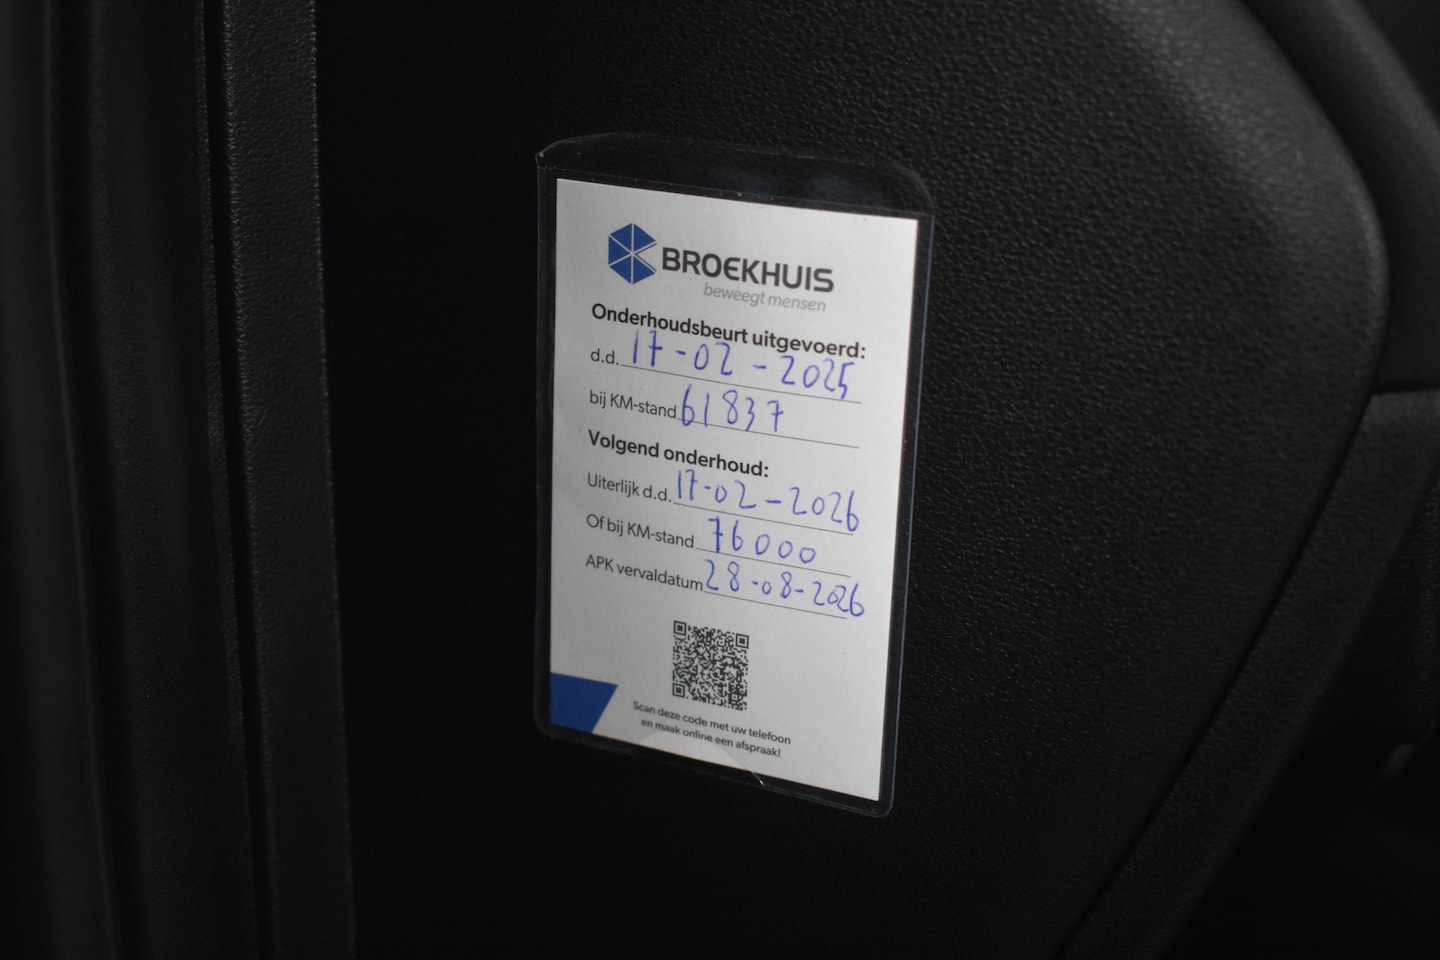 BROEKHUIS
beweegt mensen
Onderhoudsbeurt uitgevoerd:
d.d. 17-02-2025
bij KM-stand 61837
Volgend onderhoud:
Uiterlijk d.d. 17-02-2026
Of bij KM-stand 76000
APK vervaldatum 28-08-2026
Scan deze code met uw telefoon
en maak online een afspraak!